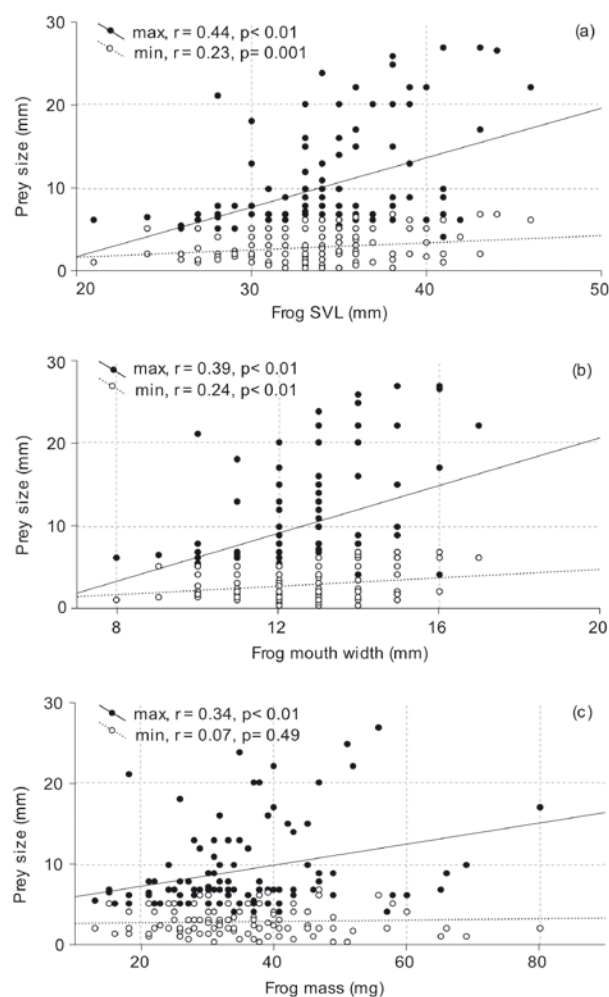 max, r = 0.44, p< 0.01
min, r = 0.23, p= 0.001
(a)
30
20
10
0
Prey size (mm)
20
30
40
50
Frog SVL (mm)
max, r = 0.39, p< 0.01
min, r = 0.24, p< 0.01
(b)
30
20
10
0
Prey size (mm)
8
12
16
20
Frog mouth width (mm)
max, r = 0.34, p< 0.01
min, r = 0.07, p= 0.49
(c)
30
20
10
0
Prey size (mm)
20
40
60
80
Frog mass (mg)